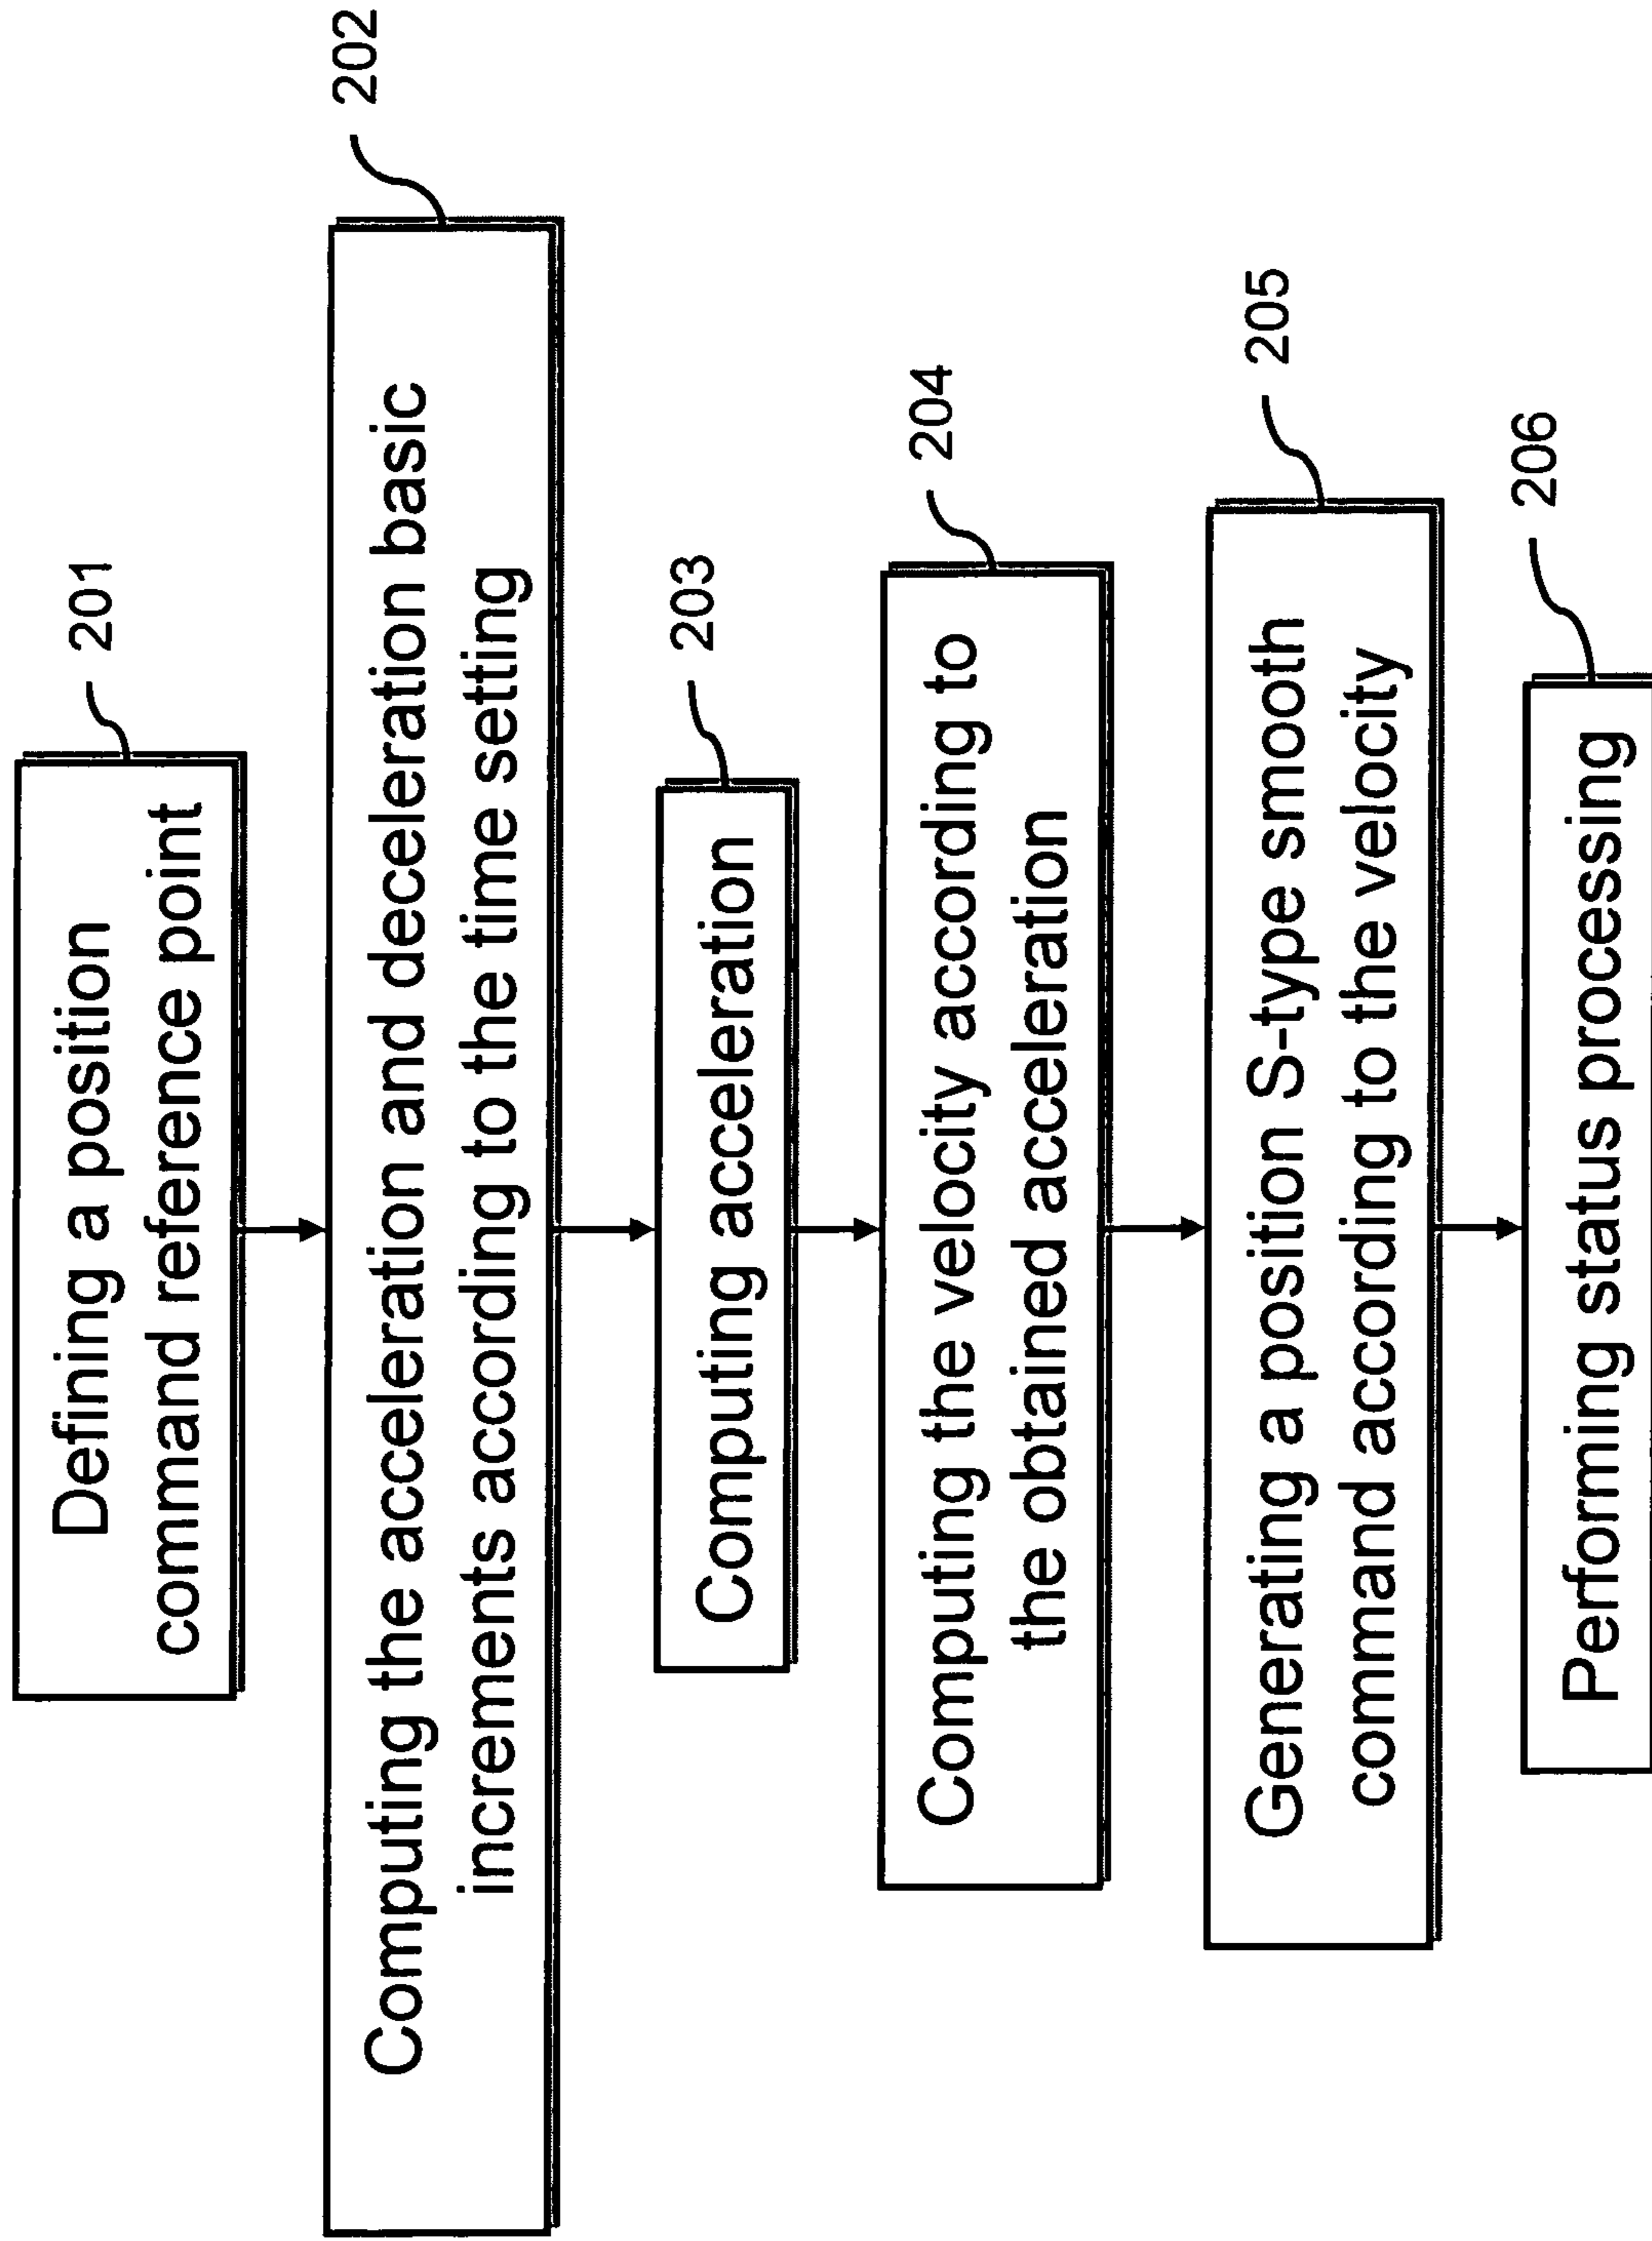 Defining a position
command reference point
201
Computing the acceleration and deceleration basic
increments according to the time setting
202
Computing acceleration
203
Computing the velocity according to
the obtained acceleration
204
Generating a position S-type smooth
command according to the velocity
205
Performing status processing
206